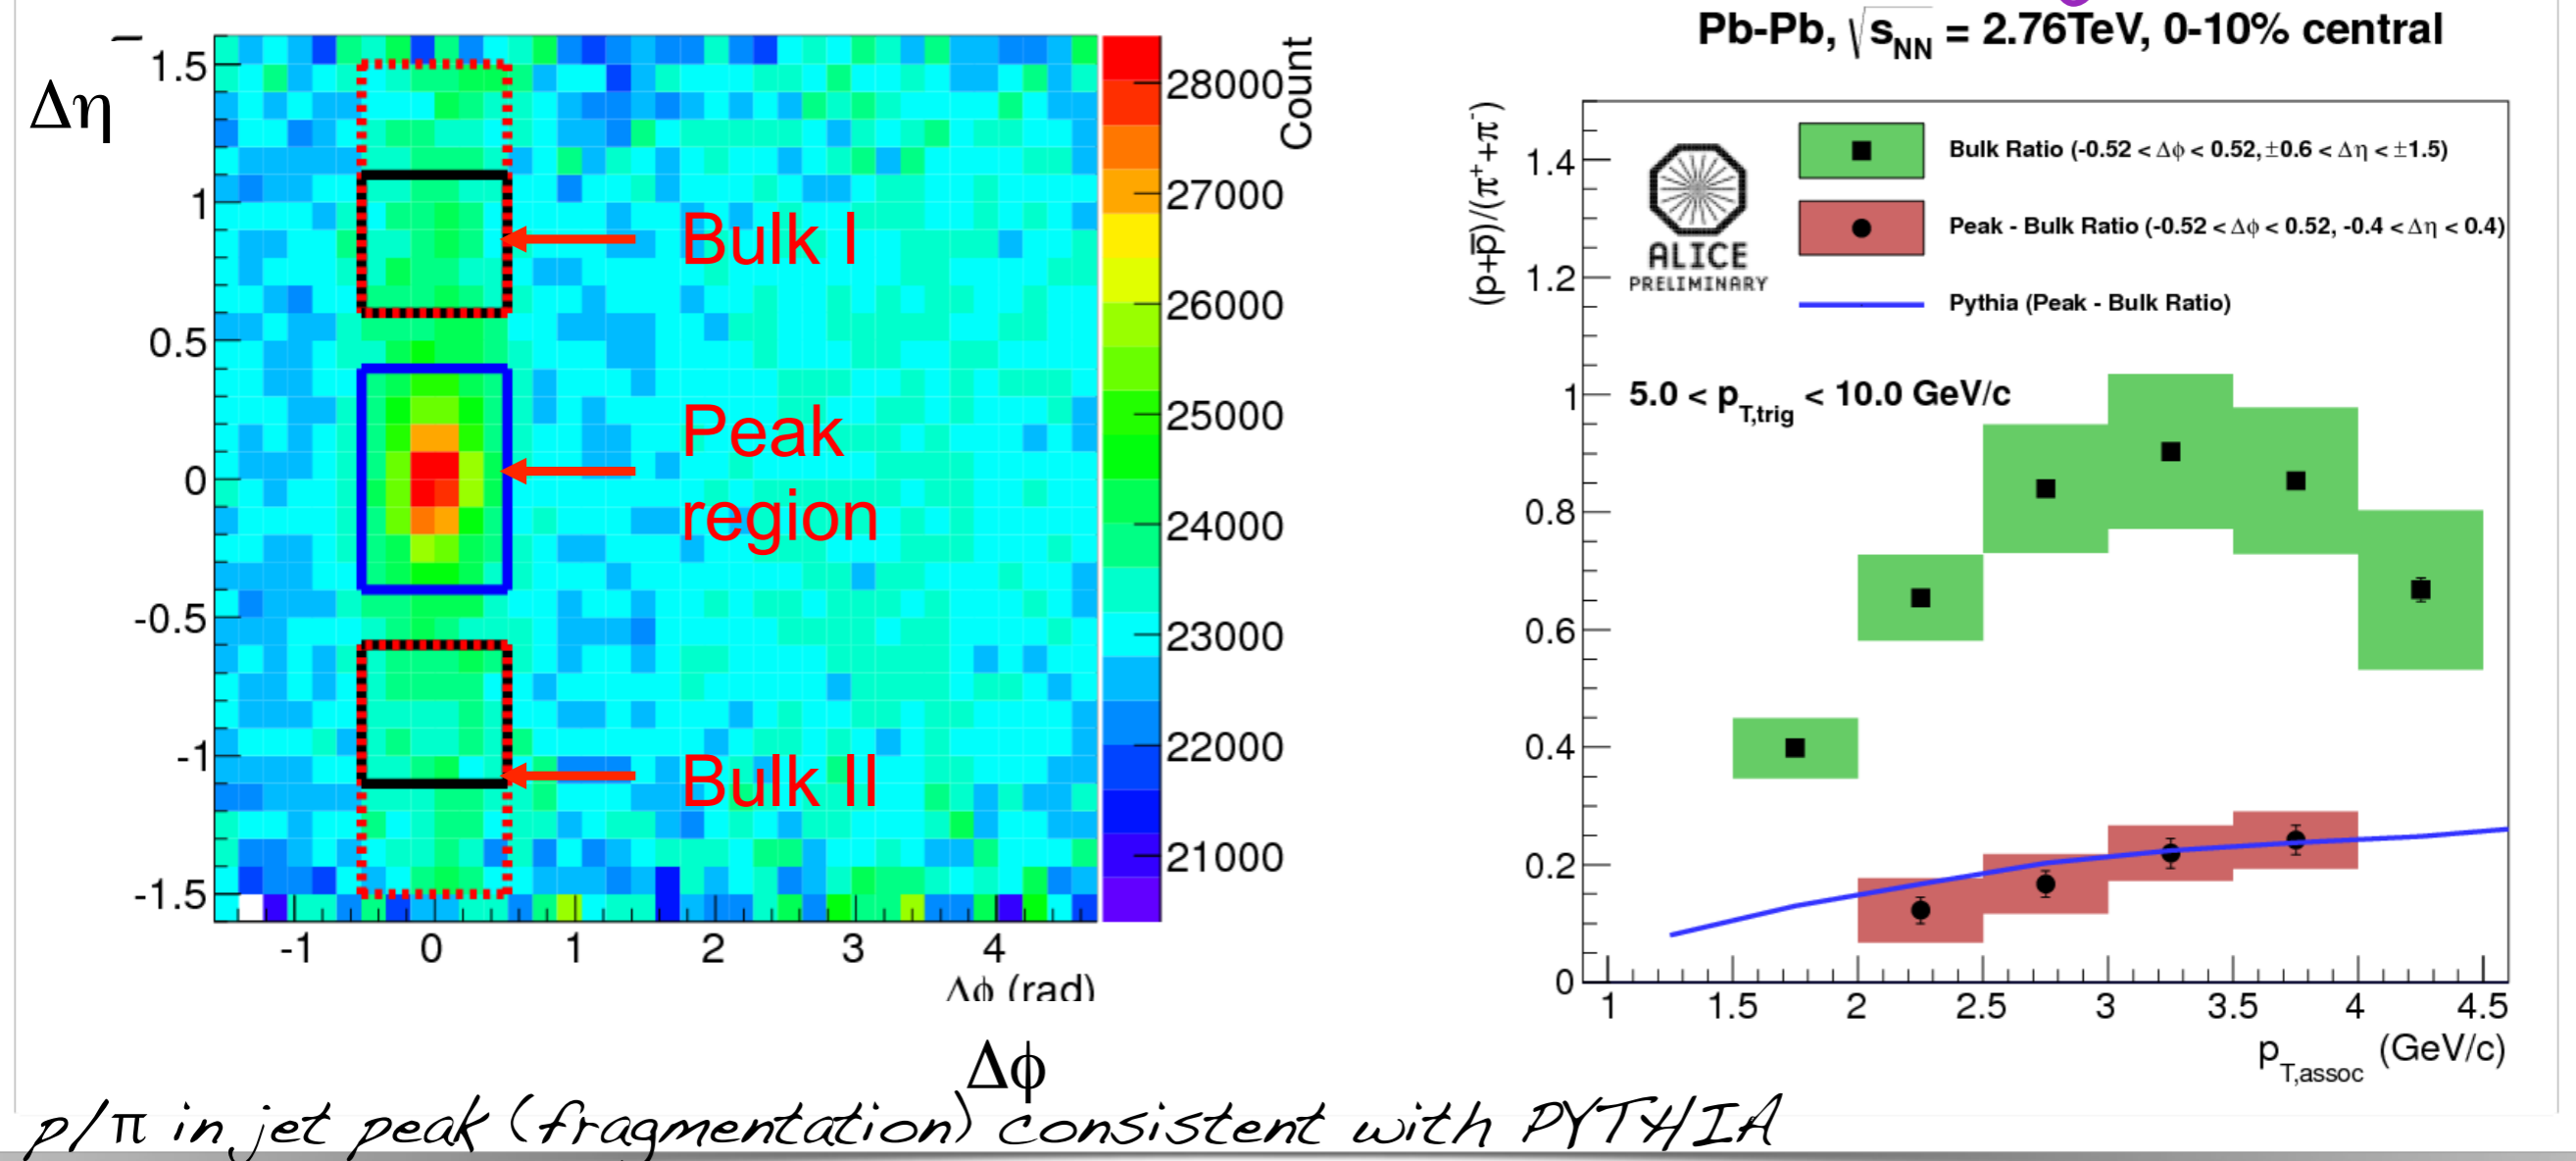 Pb-Pb, √sNN = 2.76TeV, 0-10% central
Δη
1.5
1
0.5
0
-0.5
-1
-1.5
Bulk I
Peak
region
Bulk II
-1 0 1 2 3 4
Δϕ (rad)
Δϕ
Count
28000
27000
26000
25000
24000
23000
22000
21000
(p+p̅)/(π⁺+π⁻)
1.4
1.2
1
0.8
0.6
0.4
0.2
0
ALICE
PRELIMINARY
Bulk Ratio (-0.52 < Δϕ < 0.52, ±0.6 < Δη < ±1.5)
Peak - Bulk Ratio (-0.52 < Δϕ < 0.52, -0.4 < Δη < 0.4)
Pythia (Peak - Bulk Ratio)
5.0 < pT,trig < 10.0 GeV/c
1 1.5 2 2.5 3 3.5 4 4.5
pT,assoc (GeV/c)
p/π in jet peak (fragmentation) consistent with PYTHIA